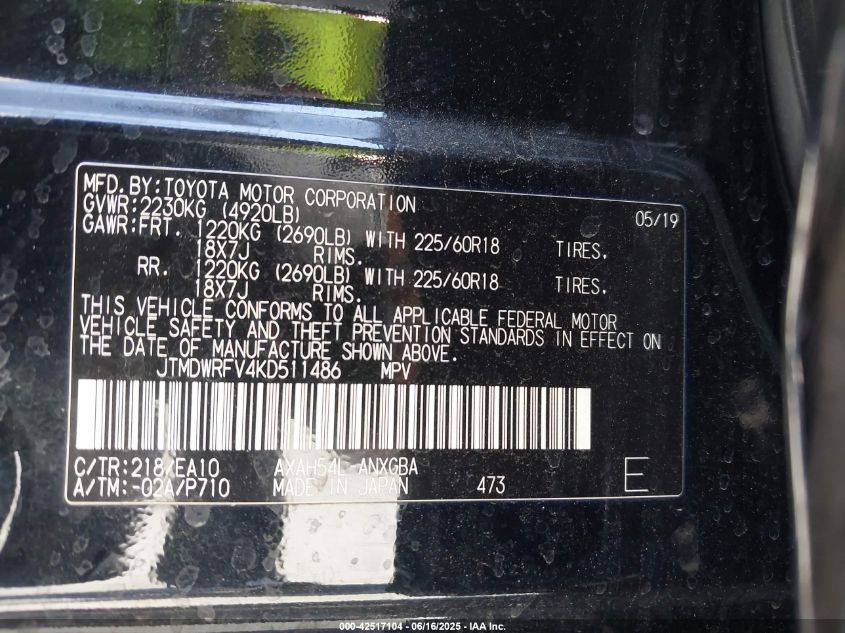 MFD.BY:TOYOTA MOTOR CORPORATION 05/19
GVWR:2230KG (4920LB)
GAWR:FRT. 1220KG (2690LB) WITH 225/60R18 TIRES.
18X7J RIMS.
RR. 1220KG (2690LB) WITH 225/60R18 TIRES.
18X7J RIMS.
THIS VEHICLE CONFORMS TO ALL APPLICABLE FEDERAL MOTOR
VEHICLE SAFETY AND THEFT PREVENTION STANDARDS IN EFFECT ON
THE DATE OF MANUFACTURE SHOWN ABOVE.
JTMDWRFV4KD511486 MPV
C/TR:218/EA10 AXAH54L-ANXGBA
A/TM:-02A/P710 MADE IN JAPAN 473 E
000-42517104 - 06/16/2025 - IAA Inc.